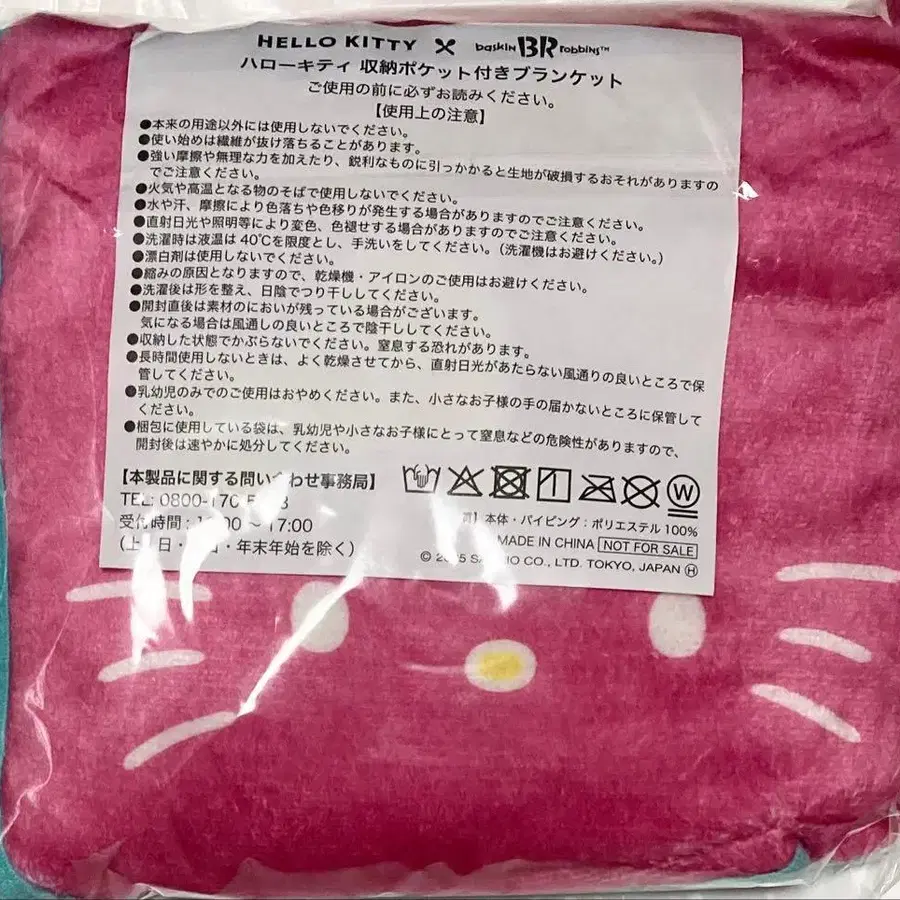 HELLO KITTY × baskin BR robbins™
ハローキティ 収納ポケット付きブランケット
ご使用の前に必ずお読みください。
【使用上の注意】
●本来の用途以外には使用しないでください。
●使い始めは繊維が抜け落ちることがあります。
●強い摩擦や無理な力を加えたり、鋭利なものに引っかかると生地が破損するおそれがありますの
でご注意ください。
●火気や高温となる物のそばで使用しないでください。
●水や汗、摩擦により色落ちや色移りが発生する場合がありますのでご注意ください。
●直射日光や照明等により変色、色褪せする場合がありますのでご注意ください。
●洗濯時は液温は 40℃を限度とし、手洗いをしてください。（洗濯機はお避けください。）
●漂白剤は使用しないでください。
●縮みの原因となりますので、乾燥機・アイロンのご使用はお避けください。
●洗濯後は形を整え、日陰でつり干ししてください。
●開封直後は素材のにおいが残っている場合がございます。
気になる場合は風通しの良いところで陰干ししてください。
●収納した状態でかぶらないでください。窒息する恐れがあります。
●長時間使用しないときは、よく乾燥させてから、直射日光があたらない風通りの良いところで保
管してください。
●乳幼児のみでのご使用はおやめください。また、小さなお子様の手の届かないところに保管して
ください。
●梱包に使用している袋は、乳幼児や小さなお子様にとって窒息などの危険性がありますので、
開封後は速やかに処分してください。
【本製品に関する問い合わせ事務局】
TEL: 0800-170-
受付時間: ～17:00
(土・日・年末年始を除く)
W
本体・パイピング：ポリエステル 100%
MADE IN CHINA NOT FOR SALE
© SANRIO CO., LTD. TOKYO, JAPAN Ⓗ